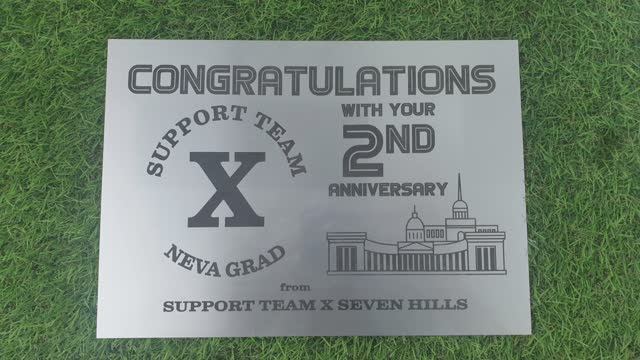 CONGRATULATIONS
SUPPORT TEAM
X
NEVA GRAD
WITH YOUR
2ND
ANNIVERSARY
from
SUPPORT TEAM X SEVEN HILLS